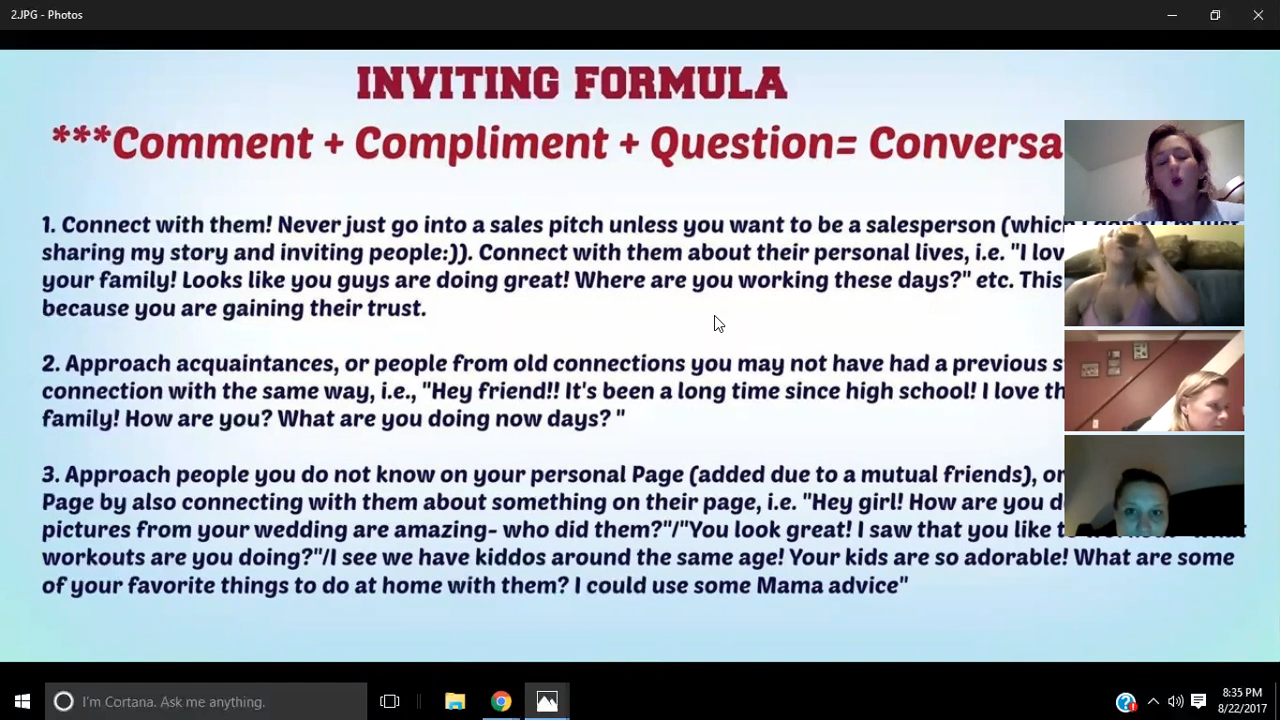 2.JPG - Photos
INVITING FORMULA
***Comment + Compliment + Question= Conversa
1. Connect with them! Never just go into a sales pitch unless you want to be a salesperson (which
sharing my story and inviting people:)). Connect with them about their personal lives, i.e. "I lov
your family! Looks like you guys are doing great! Where are you working these days?" etc. This
because you are gaining their trust.
2. Approach acquaintances, or people from old connections you may not have had a previous s
connection with the same way, i.e., "Hey friend!! It's been a long time since high school! I love th
family! How are you? What are you doing now days? "
3. Approach people you do not know on your personal Page (added due to a mutual friends), or
Page by also connecting with them about something on their page, i.e. "Hey girl! How are you d
pictures from your wedding are amazing- who did them?"/"You look great! I saw that you like t
workouts are you doing?"/I see we have kiddos around the same age! Your kids are so adorable! What are some
of your favorite things to do at home with them? I could use some Mama advice"
I'm Cortana. Ask me anything.
8:35 PM
8/22/2017